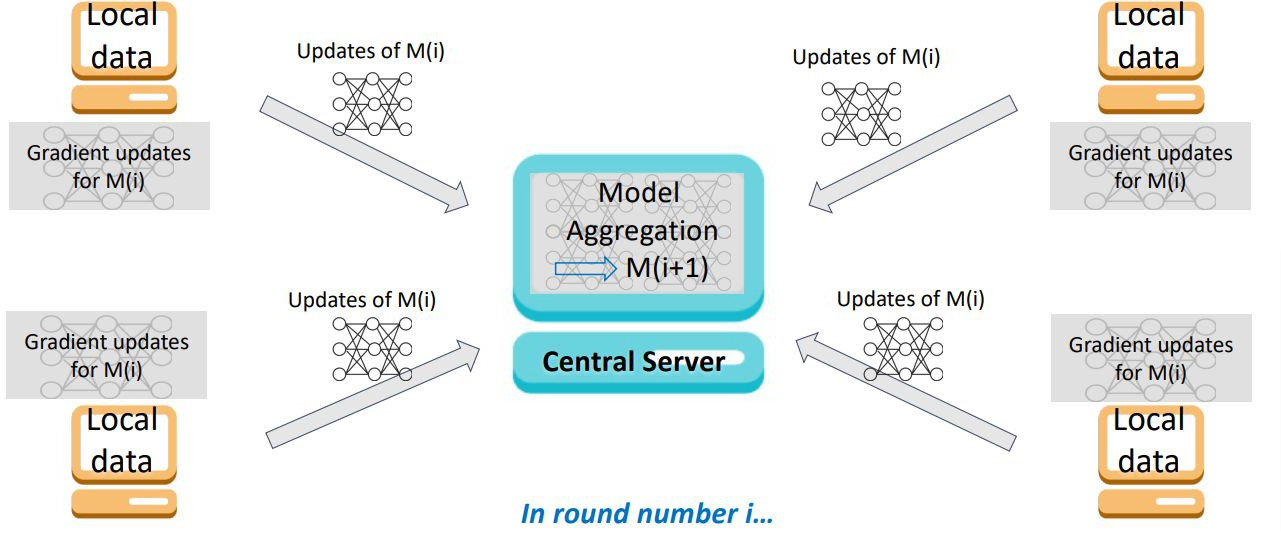 Local
data
Gradient updates
for M(i)
Updates of M(i)
Updates of M(i)
Local
data
Gradient updates
for M(i)
Model
Aggregation
M(i+1)
Central Server
Gradient updates
for M(i)
Local
data
Updates of M(i)
Updates of M(i)
Gradient updates
for M(i)
Local
data
In round number i...